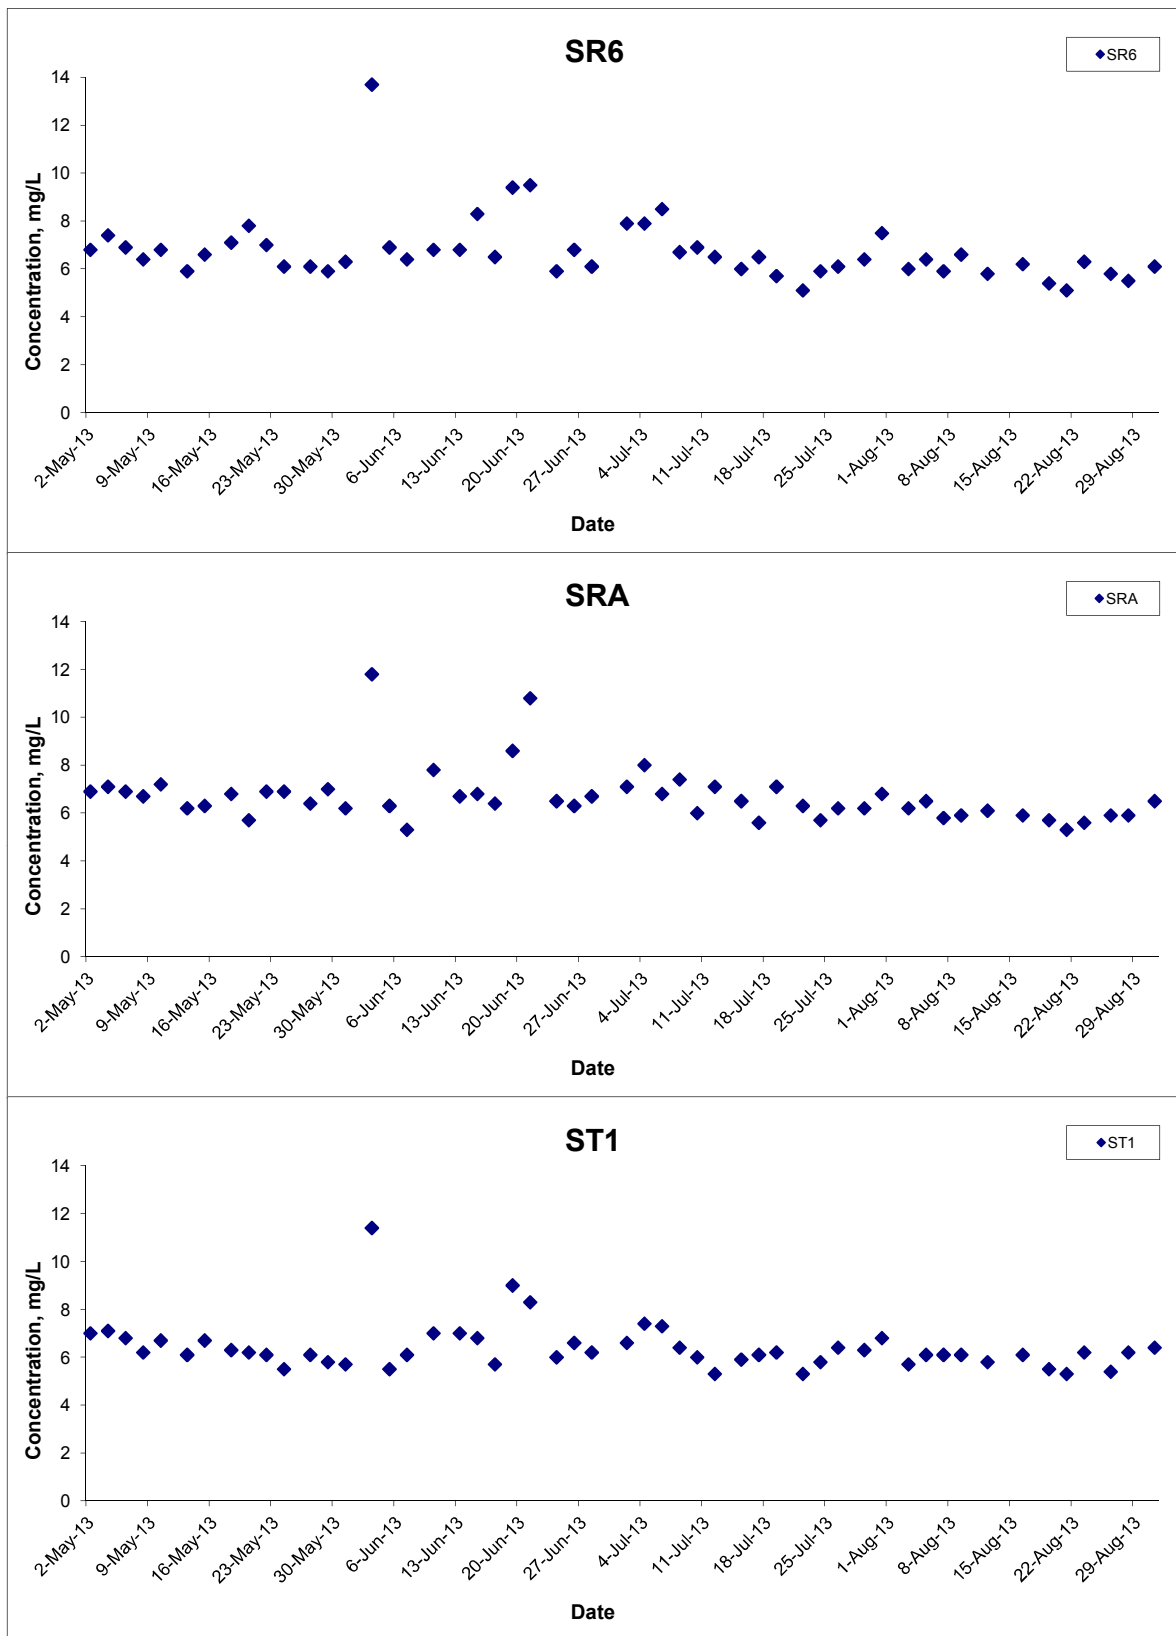 SR6
SR6
Concentration, mg/L
14
12
10
8
6
4
2
0
2-May-13
9-May-13
16-May-13
23-May-13
30-May-13
6-Jun-13
13-Jun-13
20-Jun-13
27-Jun-13
4-Jul-13
11-Jul-13
18-Jul-13
25-Jul-13
1-Aug-13
8-Aug-13
15-Aug-13
22-Aug-13
29-Aug-13
Date
SRA
SRA
Concentration, mg/L
14
12
10
8
6
4
2
0
2-May-13
9-May-13
16-May-13
23-May-13
30-May-13
6-Jun-13
13-Jun-13
20-Jun-13
27-Jun-13
4-Jul-13
11-Jul-13
18-Jul-13
25-Jul-13
1-Aug-13
8-Aug-13
15-Aug-13
22-Aug-13
29-Aug-13
Date
ST1
ST1
Concentration, mg/L
14
12
10
8
6
4
2
0
2-May-13
9-May-13
16-May-13
23-May-13
30-May-13
6-Jun-13
13-Jun-13
20-Jun-13
27-Jun-13
4-Jul-13
11-Jul-13
18-Jul-13
25-Jul-13
1-Aug-13
8-Aug-13
15-Aug-13
22-Aug-13
29-Aug-13
Date